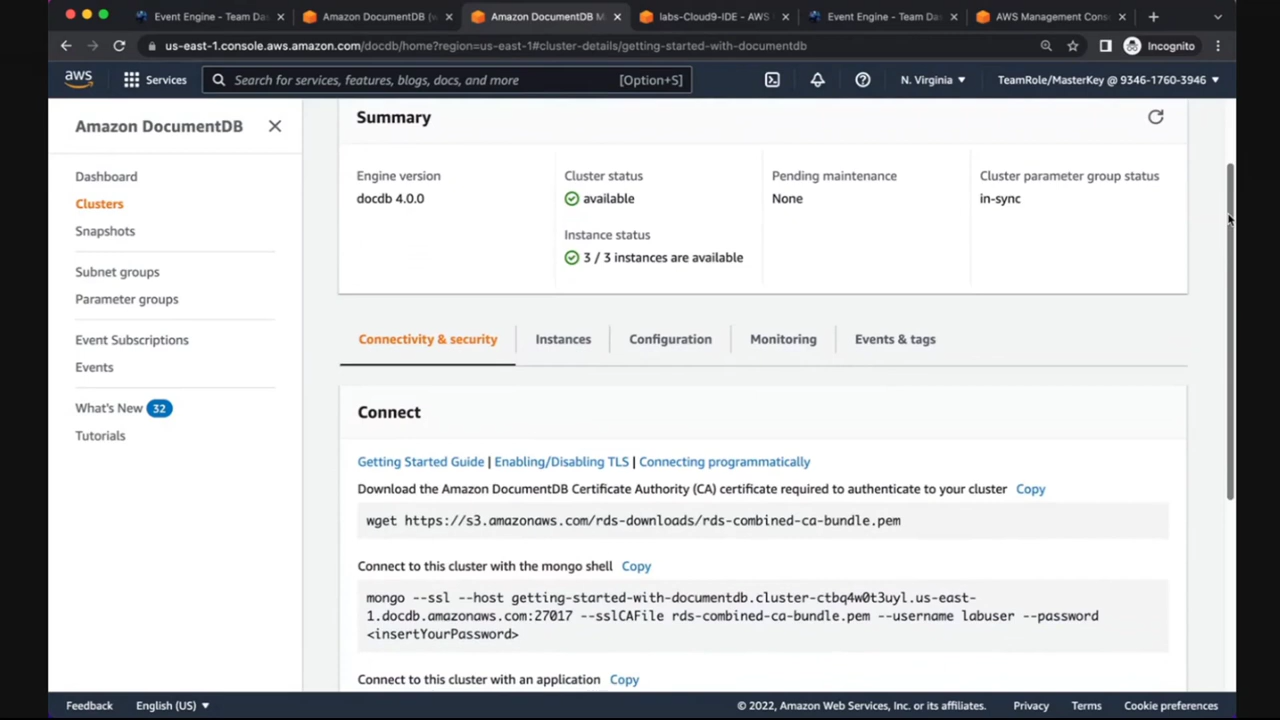 Event Engine - Team Da
Amazon DocumentDB (w
Amazon DocumentDB M
labs-Cloud9-IDE - AWS
Event Engine - Team Da
AWS Management Cons
us-east-1.console.aws.amazon.com/docdb/home?region=us-east-1#cluster-details/getting-started-with-documentdb
Incognito
aws
Services
Search for services, features, blogs, docs, and more
[Option+S]
N. Virginia
TeamRole/MasterKey @ 9346-1760-3946
Amazon DocumentDB
Dashboard
Clusters
Snapshots
Subnet groups
Parameter groups
Event Subscriptions
Events
What's New 32
Tutorials
Summary
Engine version
docdb 4.0.0
Cluster status
available
Instance status
3 / 3 instances are available
Pending maintenance
None
Cluster parameter group status
in-sync
Connectivity & security
Instances
Configuration
Monitoring
Events & tags
Connect
Getting Started Guide | Enabling/Disabling TLS | Connecting programmatically
Download the Amazon DocumentDB Certificate Authority (CA) certificate required to authenticate to your cluster Copy
wget https://s3.amazonaws.com/rds-downloads/rds-combined-ca-bundle.pem
Connect to this cluster with the mongo shell Copy
mongo --ssl --host getting-started-with-documentdb.cluster-ctbq4w0t3uyl.us-east-
1.docdb.amazonaws.com:27017 --sslCAFile rds-combined-ca-bundle.pem --username labuser --password
<insertYourPassword>
Connect to this cluster with an application Copy
Feedback
English (US)
© 2022, Amazon Web Services, Inc. or its affiliates.
Privacy
Terms
Cookie preferences